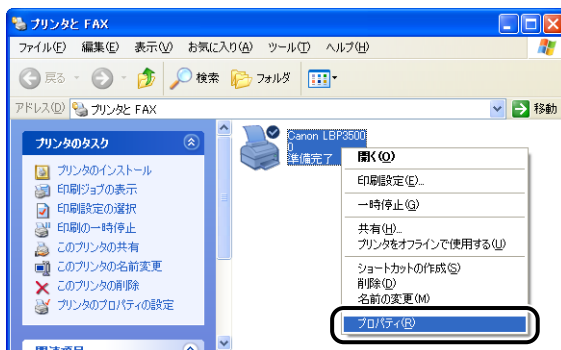 プリンタと FAX
ファイル(F) 編集(E) 表示(V) お気に入り(A) ツール(T) ヘルプ(H)
戻る 検索 フォルダ
アドレス(D) プリンタと FAX 移動
プリンタのタスク
プリンタのインストール
印刷ジョブの表示
印刷設定の選択
印刷の一時停止
このプリンタの共有
このプリンタの名前変更
このプリンタの削除
プリンタのプロパティの設定
Canon LBP3500
0
準備完了
開く(O)
印刷設定(E)...
一時停止(G)
共有(H)...
プリンタをオフラインで使用する(U)
ショートカットの作成(S)
削除(D)
名前の変更(M)
プロパティ(R)